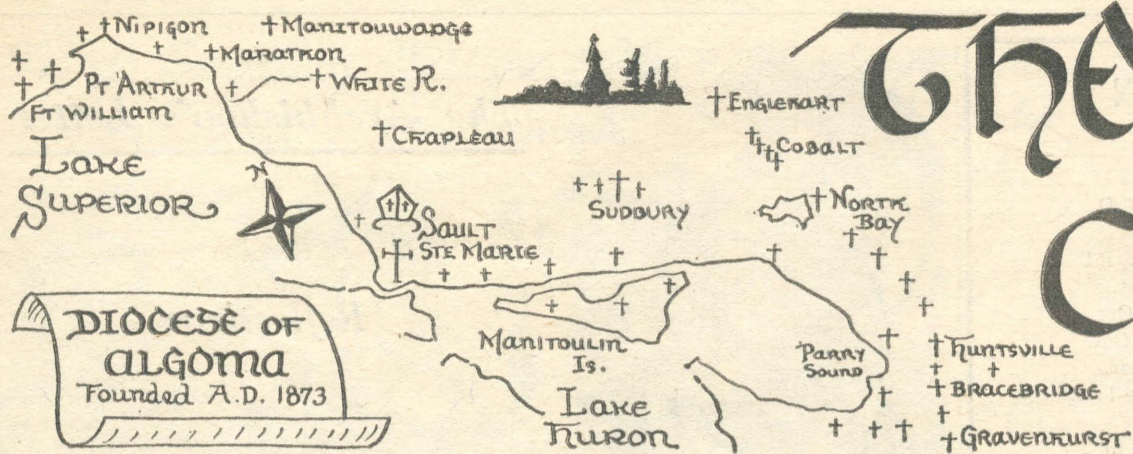 THE
NIPIGON
MANITOUWADGE
MARATHON
WHITE R.
PT ARTHUR
FT WILLIAM
LAKE
SUPERIOR
CHAPLEAU
ENGLEHART
COBALT
N
SUDBURY
NORTH
BAY
SAULT
STE MARIE
DIOCESE OF
ALGOMA
Founded A.D. 1873
MANITOULIN
IS.
LAKE
HURON
PARRY
SOUND
HUNTSVILLE
BRACEBRIDGE
GRAVENHURST